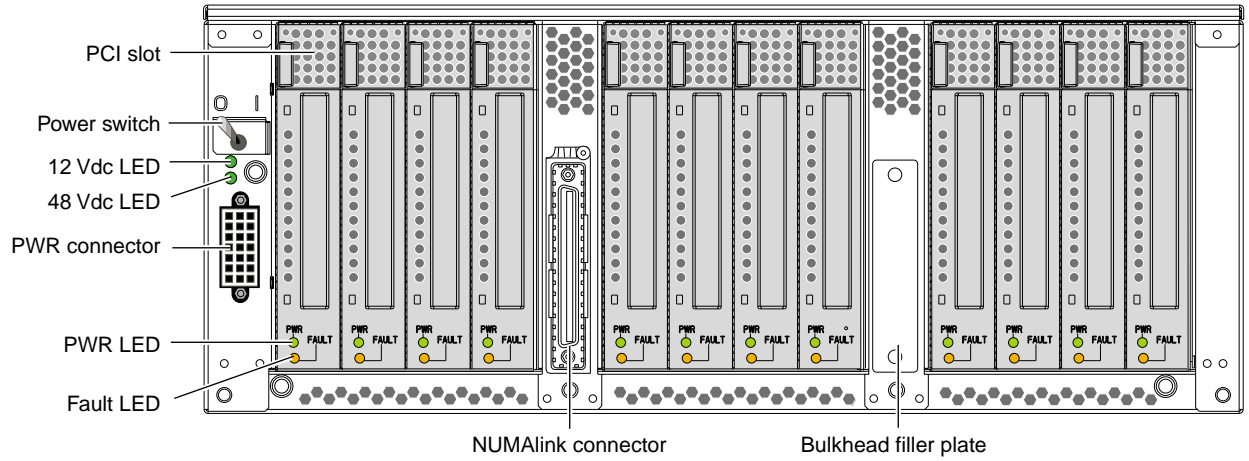 PCI slot
Power switch
12 Vdc LED
48 Vdc LED
PWR connector
PWR LED
Fault LED
O |
PWR FAULT PWR FAULT PWR FAULT PWR FAULT PWR FAULT PWR FAULT PWR FAULT PWR FAULT PWR FAULT PWR FAULT PWR FAULT PWR FAULT
NUMAlink connector
Bulkhead filler plate